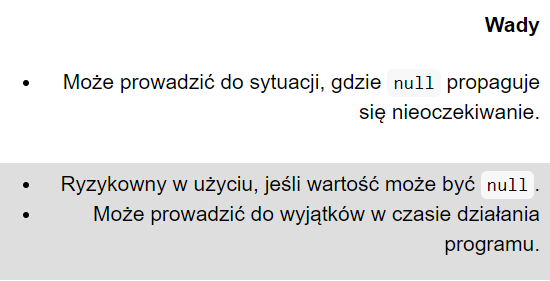 Wady
• Może prowadzić do sytuacji, gdzie null propaguje
się nieoczekiwanie.
• Ryzykowny w użyciu, jeśli wartość może być null.
• Może prowadzić do wyjątków w czasie działania
programu.